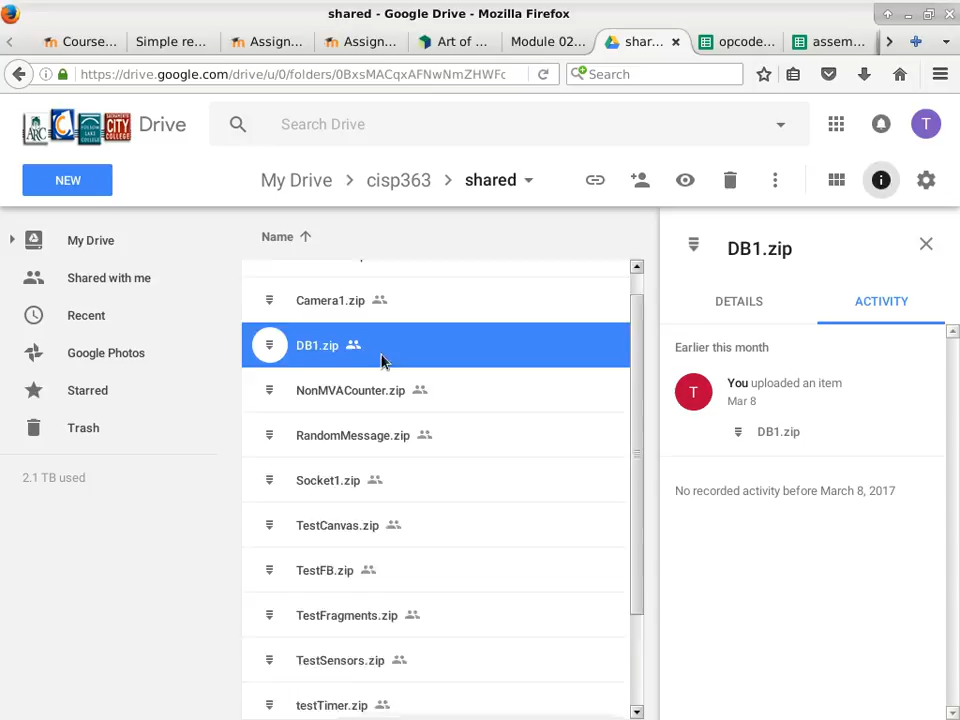 shared - Google Drive - Mozilla Firefox
Course... Simple re... Assign... Assign... Art of ... Module 02... shar... opcode... assem...
https://drive.google.com/drive/u/0/folders/0BxsMACqxAFNwNmZHWFc Search
ARC Drive Search Drive T
NEW My Drive > cisp363 > shared
My Drive
Shared with me
Recent
Google Photos
Starred
Trash
2.1 TB used
Name
Camera1.zip
DB1.zip
NonMVACounter.zip
RandomMessage.zip
Socket1.zip
TestCanvas.zip
TestFB.zip
TestFragments.zip
TestSensors.zip
testTimer.zip
DB1.zip
DETAILS ACTIVITY
Earlier this month
T You uploaded an item
Mar 8
DB1.zip
No recorded activity before March 8, 2017